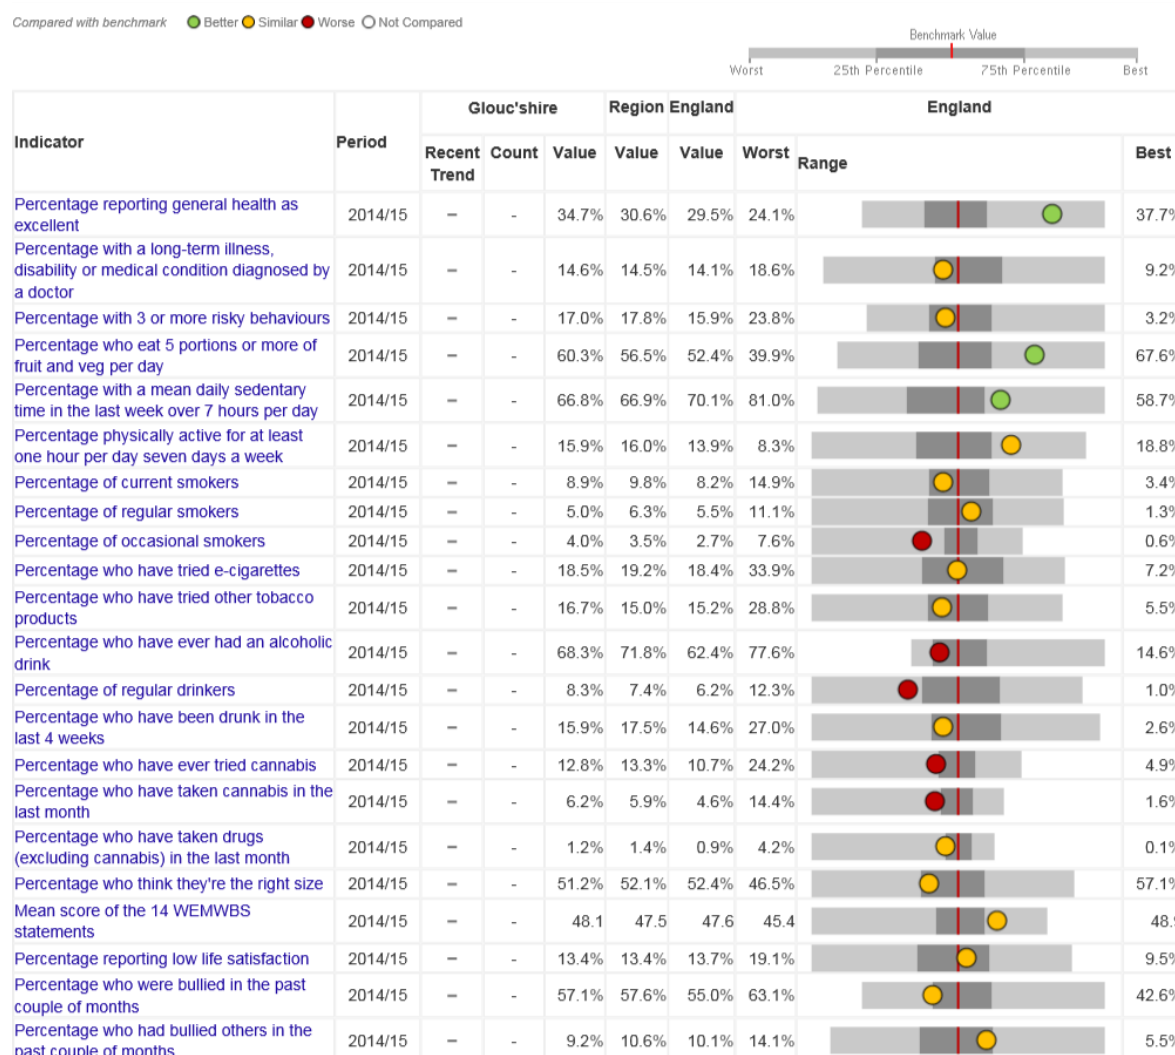 Compared with benchmark Better Similar Worse Not Compared
Benchmark Value
Worst 25th Percentile 75th Percentile Best
Glouc'shire Region England England
Indicator Period Recent Trend Count Value Value Value Worst Range Best
Percentage reporting general health as
excellent 2014/15 – - 34.7% 30.6% 29.5% 24.1% 37.7%
Percentage with a long-term illness,
disability or medical condition diagnosed by
a doctor 2014/15 – - 14.6% 14.5% 14.1% 18.6% 9.2%
Percentage with 3 or more risky behaviours 2014/15 – - 17.0% 17.8% 15.9% 23.8% 3.2%
Percentage who eat 5 portions or more of
fruit and veg per day 2014/15 – - 60.3% 56.5% 52.4% 39.9% 67.6%
Percentage with a mean daily sedentary
time in the last week over 7 hours per day 2014/15 – - 66.8% 66.9% 70.1% 81.0% 58.7%
Percentage physically active for at least
one hour per day seven days a week 2014/15 – - 15.9% 16.0% 13.9% 8.3% 18.8%
Percentage of current smokers 2014/15 – - 8.9% 9.8% 8.2% 14.9% 3.4%
Percentage of regular smokers 2014/15 – - 5.0% 6.3% 5.5% 11.1% 1.3%
Percentage of occasional smokers 2014/15 – - 4.0% 3.5% 2.7% 7.6% 0.6%
Percentage who have tried e-cigarettes 2014/15 – - 18.5% 19.2% 18.4% 33.9% 7.2%
Percentage who have tried other tobacco
products 2014/15 – - 16.7% 15.0% 15.2% 28.8% 5.5%
Percentage who have ever had an alcoholic
drink 2014/15 – - 68.3% 71.8% 62.4% 77.6% 14.6%
Percentage of regular drinkers 2014/15 – - 8.3% 7.4% 6.2% 12.3% 1.0%
Percentage who have been drunk in the
last 4 weeks 2014/15 – - 15.9% 17.5% 14.6% 27.0% 2.6%
Percentage who have ever tried cannabis 2014/15 – - 12.8% 13.3% 10.7% 24.2% 4.9%
Percentage who have taken cannabis in the
last month 2014/15 – - 6.2% 5.9% 4.6% 14.4% 1.6%
Percentage who have taken drugs
(excluding cannabis) in the last month 2014/15 – - 1.2% 1.4% 0.9% 4.2% 0.1%
Percentage who think they're the right size 2014/15 – - 51.2% 52.1% 52.4% 46.5% 57.1%
Mean score of the 14 WEMWBS
statements 2014/15 – - 48.1 47.5 47.6 45.4
Percentage reporting low life satisfaction 2014/15 – - 13.4% 13.4% 13.7% 19.1% 9.5%
Percentage who were bullied in the past
couple of months 2014/15 – - 57.1% 57.6% 55.0% 63.1% 42.6%
Percentage who had bullied others in the
past couple of months 2014/15 – - 9.2% 10.6% 10.1% 14.1% 5.5%